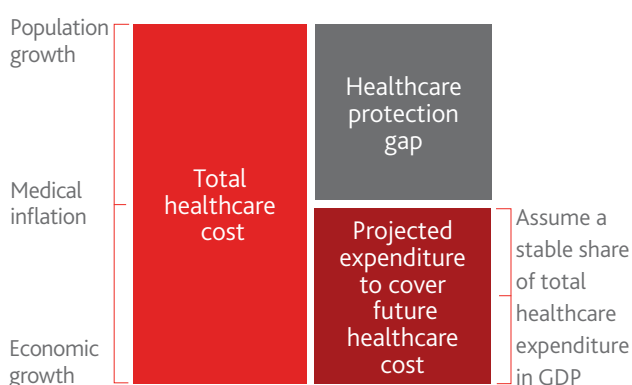 Population
growth
Medical
inflation
Economic
growth
Total
healthcare
cost
Healthcare
protection
gap
Projected
expenditure
to cover
future
healthcare
cost
Assume a
stable share
of total
healthcare
expenditure
in GDP